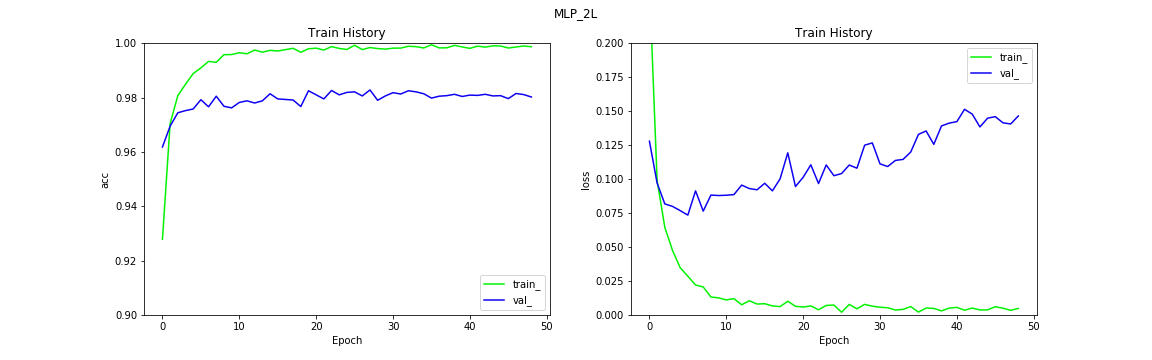 MLP_2L
Train History
acc
1.00
0.98
0.96
0.94
0.92
0.90
0 10 20 30 40 50
Epoch
train_
val_
Train History
loss
0.200
0.175
0.150
0.125
0.100
0.075
0.050
0.025
0.000
0 10 20 30 40 50
Epoch
train_
val_